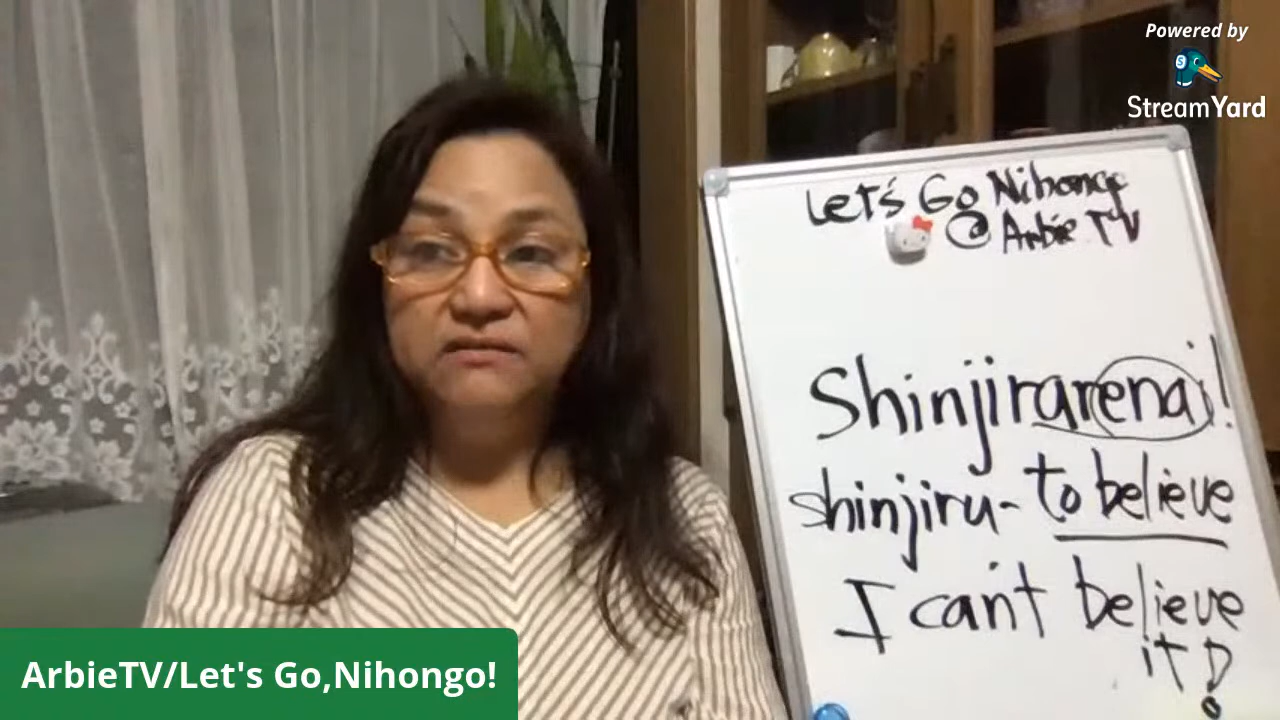 Powered by
StreamYard
Let's Go Nihongo
@ Arbie TV
Shinjirarenai!
shinjiru - to believe
I can't believe
it!
ArbieTV/Let's Go,Nihongo!